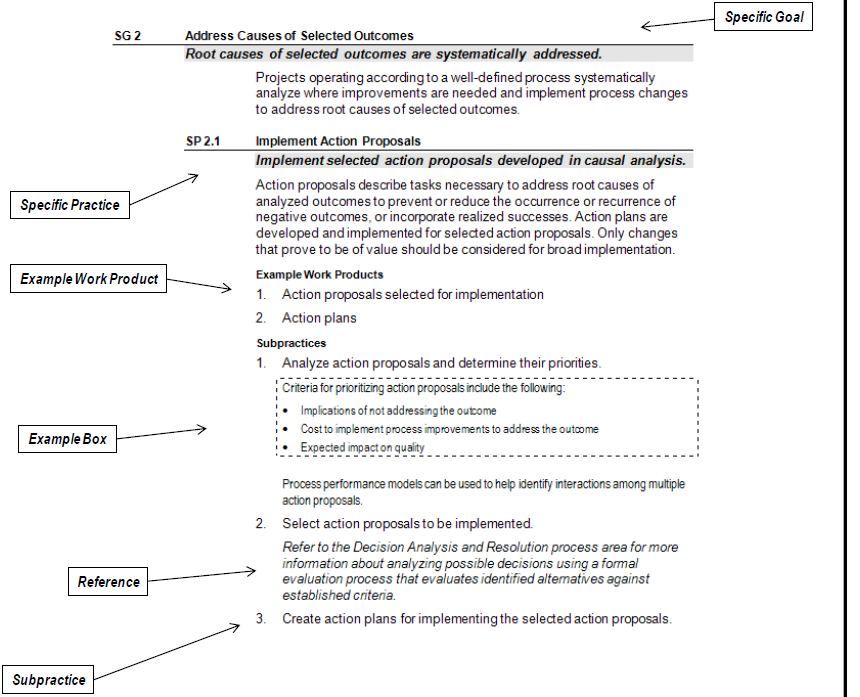 Specific Goal
SG 2 Address Causes of Selected Outcomes
Root causes of selected outcomes are systematically addressed.
Projects operating according to a well-defined process systematically
analyze where improvements are needed and implement process changes
to address root causes of selected outcomes.
SP 2.1 Implement Action Proposals
Implement selected action proposals developed in causal analysis.
Specific Practice
Action proposals describe tasks necessary to address root causes of
analyzed outcomes to prevent or reduce the occurrence or recurrence of
negative outcomes, or incorporate realized successes. Action plans are
developed and implemented for selected action proposals. Only changes
that prove to be of value should be considered for broad implementation.
Example Work Product
Example Work Products
1. Action proposals selected for implementation
2. Action plans
Subpractices
1. Analyze action proposals and determine their priorities.
Example Box
Criteria for prioritizing action proposals include the following:
• Implications of not addressing the outcome
• Cost to implement process improvements to address the outcome
• Expected impact on quality
Process performance models can be used to help identify interactions among multiple
action proposals.
2. Select action proposals to be implemented.
Reference
Refer to the Decision Analysis and Resolution process area for more
information about analyzing possible decisions using a formal
evaluation process that evaluates identified alternatives against
established criteria.
3. Create action plans for implementing the selected action proposals.
Subpractice